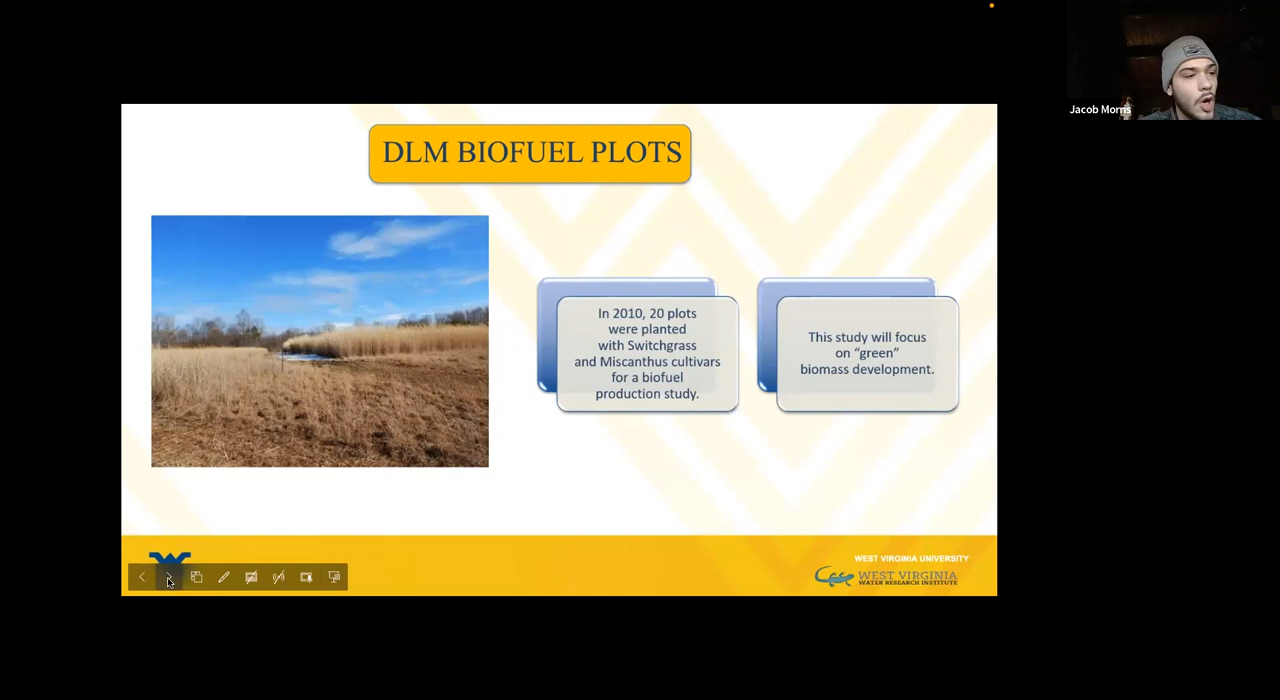 Jacob Morris
DLM BIOFUEL PLOTS
In 2010, 20 plots
were planted
with Switchgrass
and Miscanthus cultivars
for a biofuel
production study.
This study will focus
on “green”
biomass development.
WEST VIRGINIA UNIVERSITY
WEST VIRGINIA
WATER RESEARCH INSTITUTE